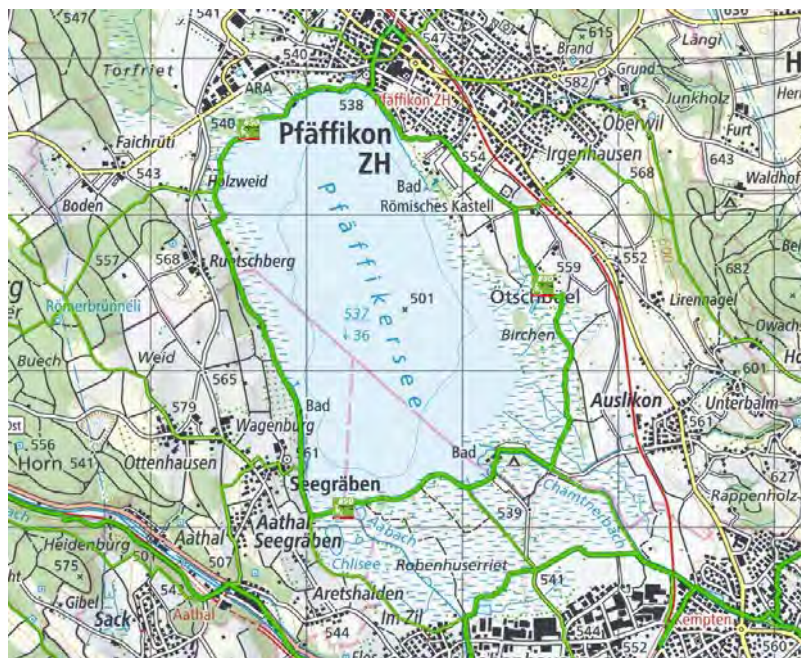 541
547
540
547
615
Brand
Längi
636
H
Torfriet
ARA
Pfäffikon ZH
582
Grund
Junkholz
538
540
Pfäffikon
ZH
Oberwil
Furt
Faichrüti
554
Irgenhausen
643
543
Holzweid
Bad
568
Waldhof
Boden
Römisches Kastell
557
568
Ruetschberg
Pfäffikersee
559
552
682
Römerbrünneli
501
Ötschbüel
Lirennagel
537
36
Birchen
Buech
Weid
565
601
579
Bad
Auslikon
Unterbalm
Ost
556
Wagenburg
561
Horn
541
Ottenhausen
561
Bad
627
Seegräben
Rappenholz
539
Chämtnerbach
Aathal-
Seegräben
Aathal
Aabach
Heidenburg
501
507
Chlisee
Robenhuserriet
575
541
543
Gibel
Aretshalden
Sack
Aathal
Im Zil
544
544
552
Kempten
560